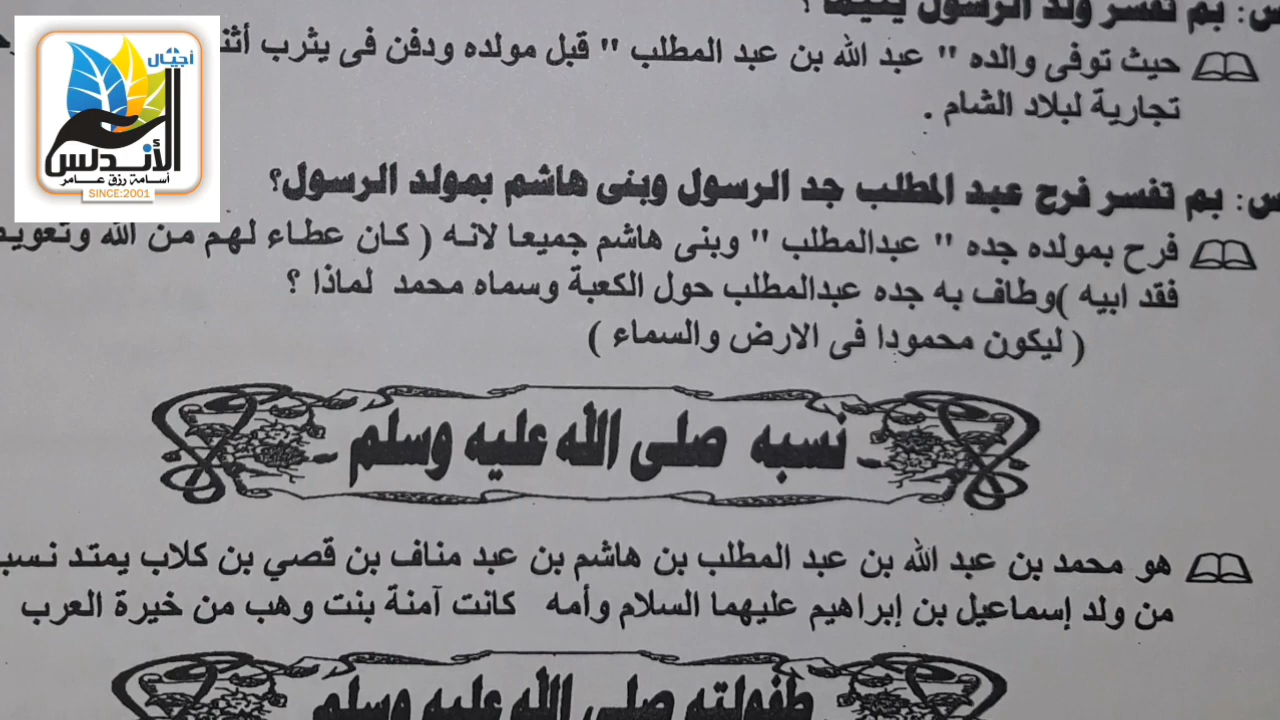 س: بم تفسر ولد الرسول يتيما ؟
حيث توفى والده " عبد الله بن عبد المطلب " قبل مولده ودفن فى يثرب
تجارية لبلاد الشام .
س: بم تفسر فرح عبد المطلب جد الرسول وبنى هاشم بمولد الرسول؟
فرح بمولده جده " عبدالمطلب " وبنى هاشم جميعا لانه ( كان عطاء لهم من الله
فقد ابيه )وطاف به جده عبدالمطلب حول الكعبة وسماه محمد لماذا ؟
( ليكون محمودا فى الارض والسماء )
نسبه صلى الله عليه وسلم
هو محمد بن عبد الله بن عبد المطلب بن هاشم بن عبد مناف بن قصي بن كلاب يمتد
من ولد إسماعيل بن إبراهيم عليهما السلام وأمه كانت آمنة بنت وهب من خيرة العرب
طفولته صلى الله عليه وسلم
أجيال
الأندلس
أسامة رزق عامر
SINCE:2001